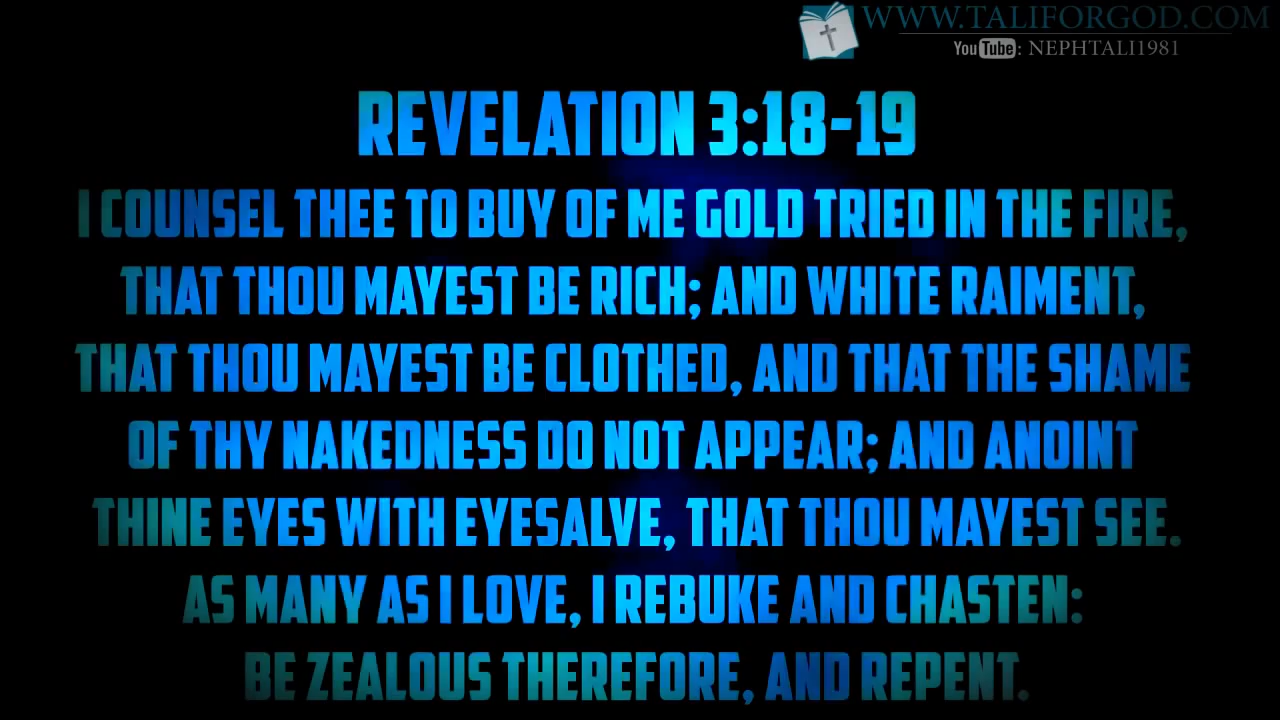 WWW.TALIFORGOD.COM
YouTube: NEPHTALI1981
REVELATION 3:18-19
I COUNSEL THEE TO BUY OF ME GOLD TRIED IN THE FIRE,
THAT THOU MAYEST BE RICH; AND WHITE RAIMENT,
THAT THOU MAYEST BE CLOTHED, AND THAT THE SHAME
OF THY NAKEDNESS DO NOT APPEAR; AND ANOINT
THINE EYES WITH EYESALVE, THAT THOU MAYEST SEE.
AS MANY AS I LOVE, I REBUKE AND CHASTEN:
BE ZEALOUS THEREFORE, AND REPENT.